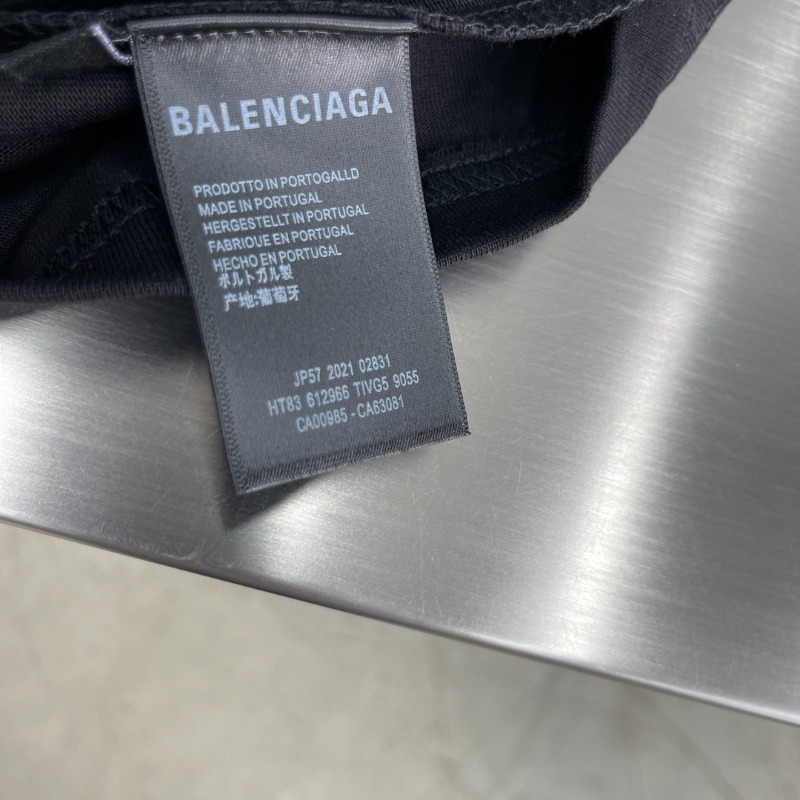 BALENCIAGA
PRODOTTO IN PORTOGALLD
MADE IN PORTUGAL
HERGESTELLT IN PORTUGAL
FABRIOUE EN PORTUGAL
HECHO EN PORTUGAL
ポルトガル製
产地:葡萄牙
JP57 2021 02831
HT83 612966 TIVG5 9055
CA00985 - CA63081